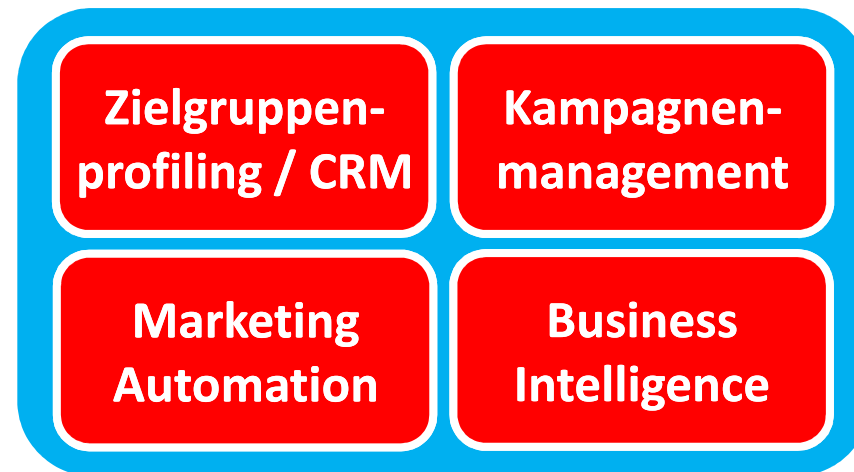 Zielgruppen-
profiling / CRM
Kampagnen-
management
Marketing
Automation
Business
Intelligence